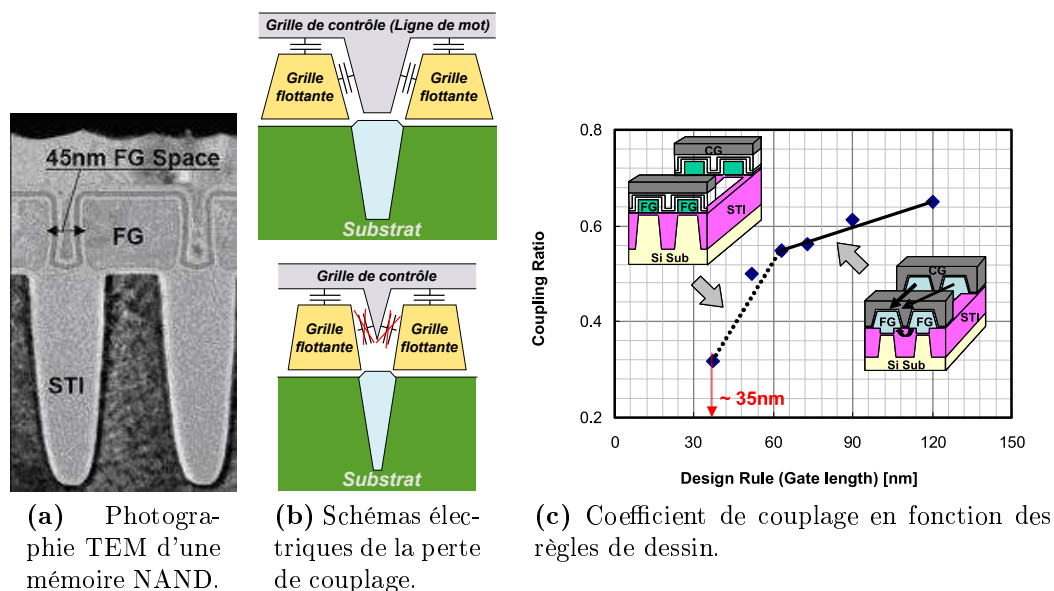 45nm FG Space
FG
STI
(a) Photogra-
phie TEM d'une
mémoire NAND.
Grille de contrôle (Ligne de mot)
Grille
flottante
Grille
flottante
Substrat
Grille de contrôle
Grille
flottante
Grille
flottante
Substrat
(b) Schémas élec-
triques de la perte
de couplage.
Coupling Ratio
0.8
0.6
0.4
0.2
0
30
60
90
120
150
Design Rule (Gate length) [nm]
CG
FG
FG
STI
Si Sub
CG
FG
FG
STI
Si Sub
~ 35nm
(c) Coefficient de couplage en fonction des
règles de dessin.